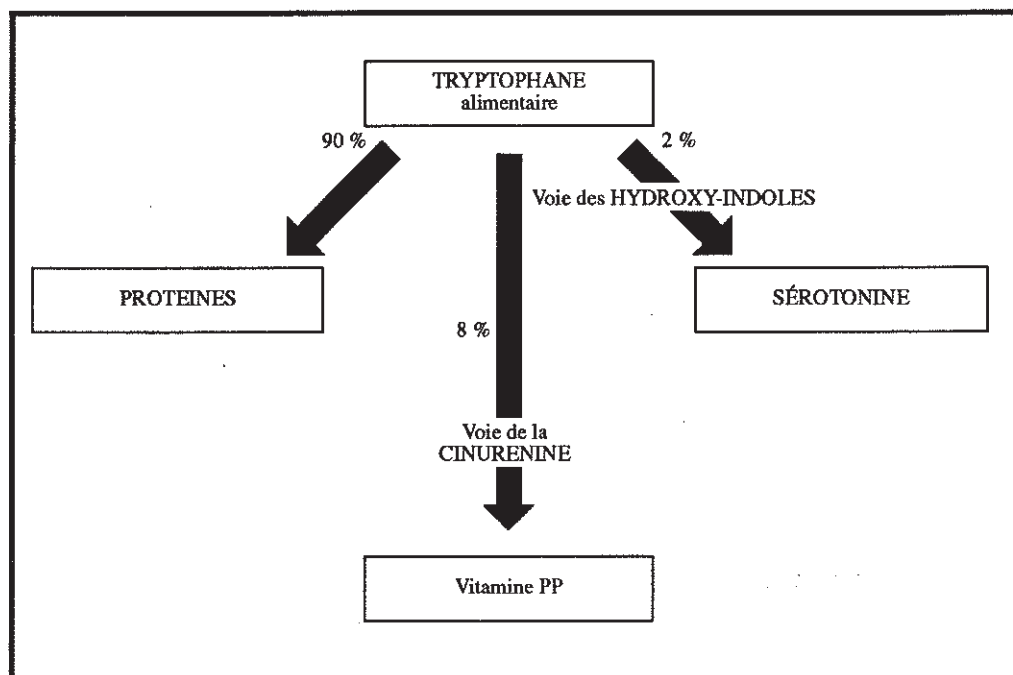 TRYPTOPHANE
alimentaire
90 %
2 %
Voie des HYDROXY-INDOLES
PROTEINES
SÉROTONINE
8 %
Voie de la
CINURENINE
Vitamine PP